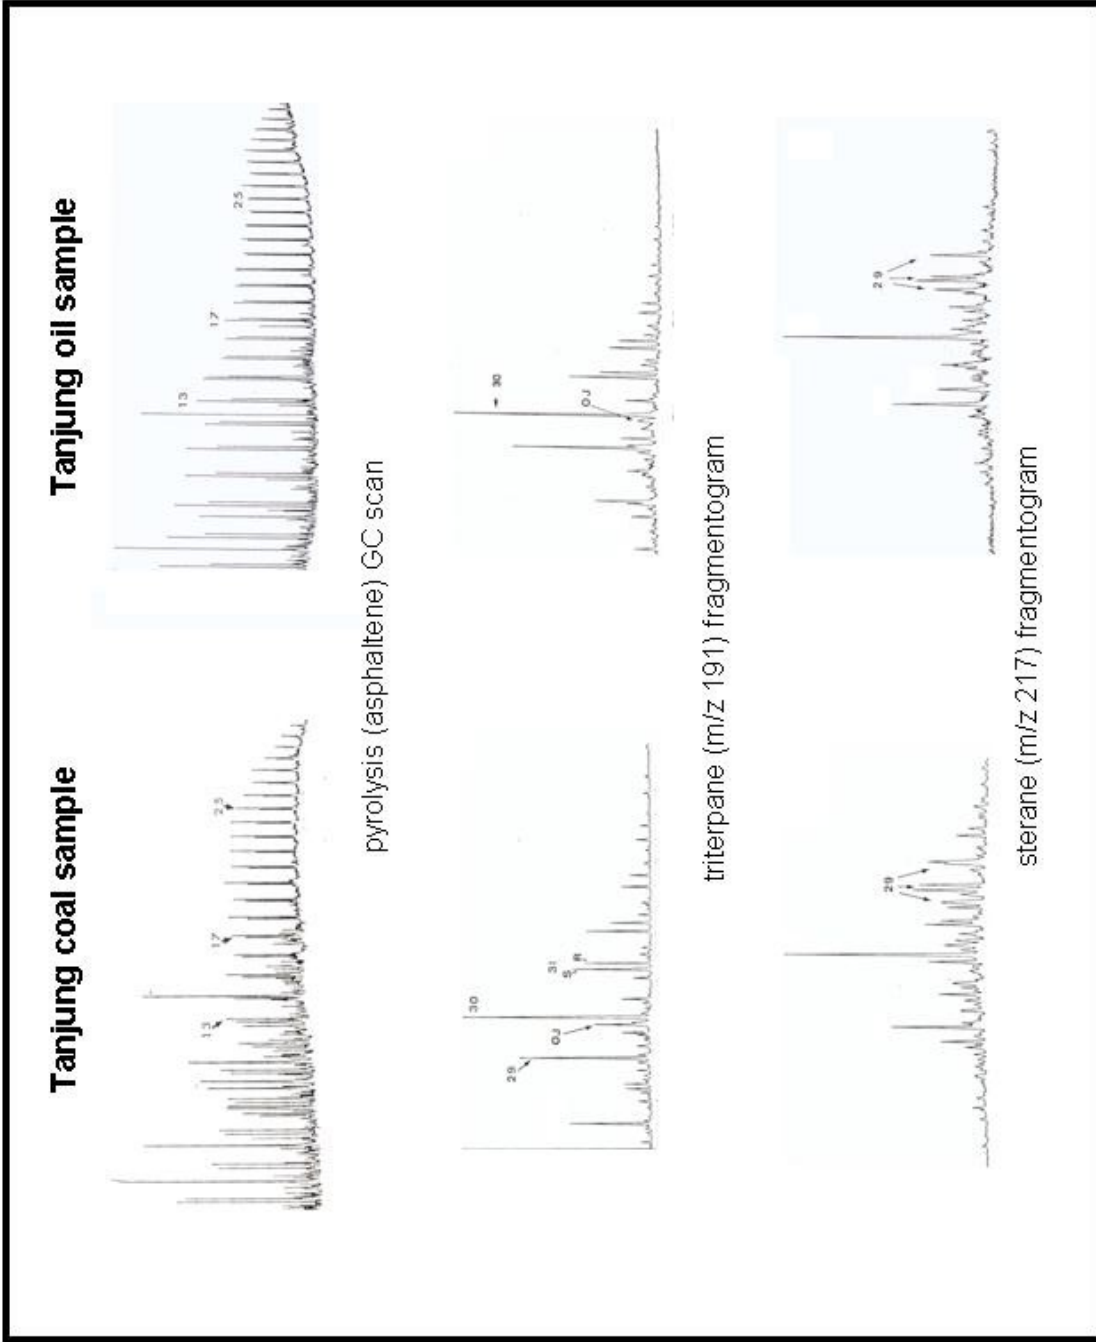 Tanjung coal sample
Tanjung oil sample
13
17
25
13
17
25
pyrolysis (asphaltene) GC scan
29
OJ
30
31
S
R
OJ
30
triterpane (m/z 191) fragmentogram
29
29
sterane (m/z 217) fragmentogram